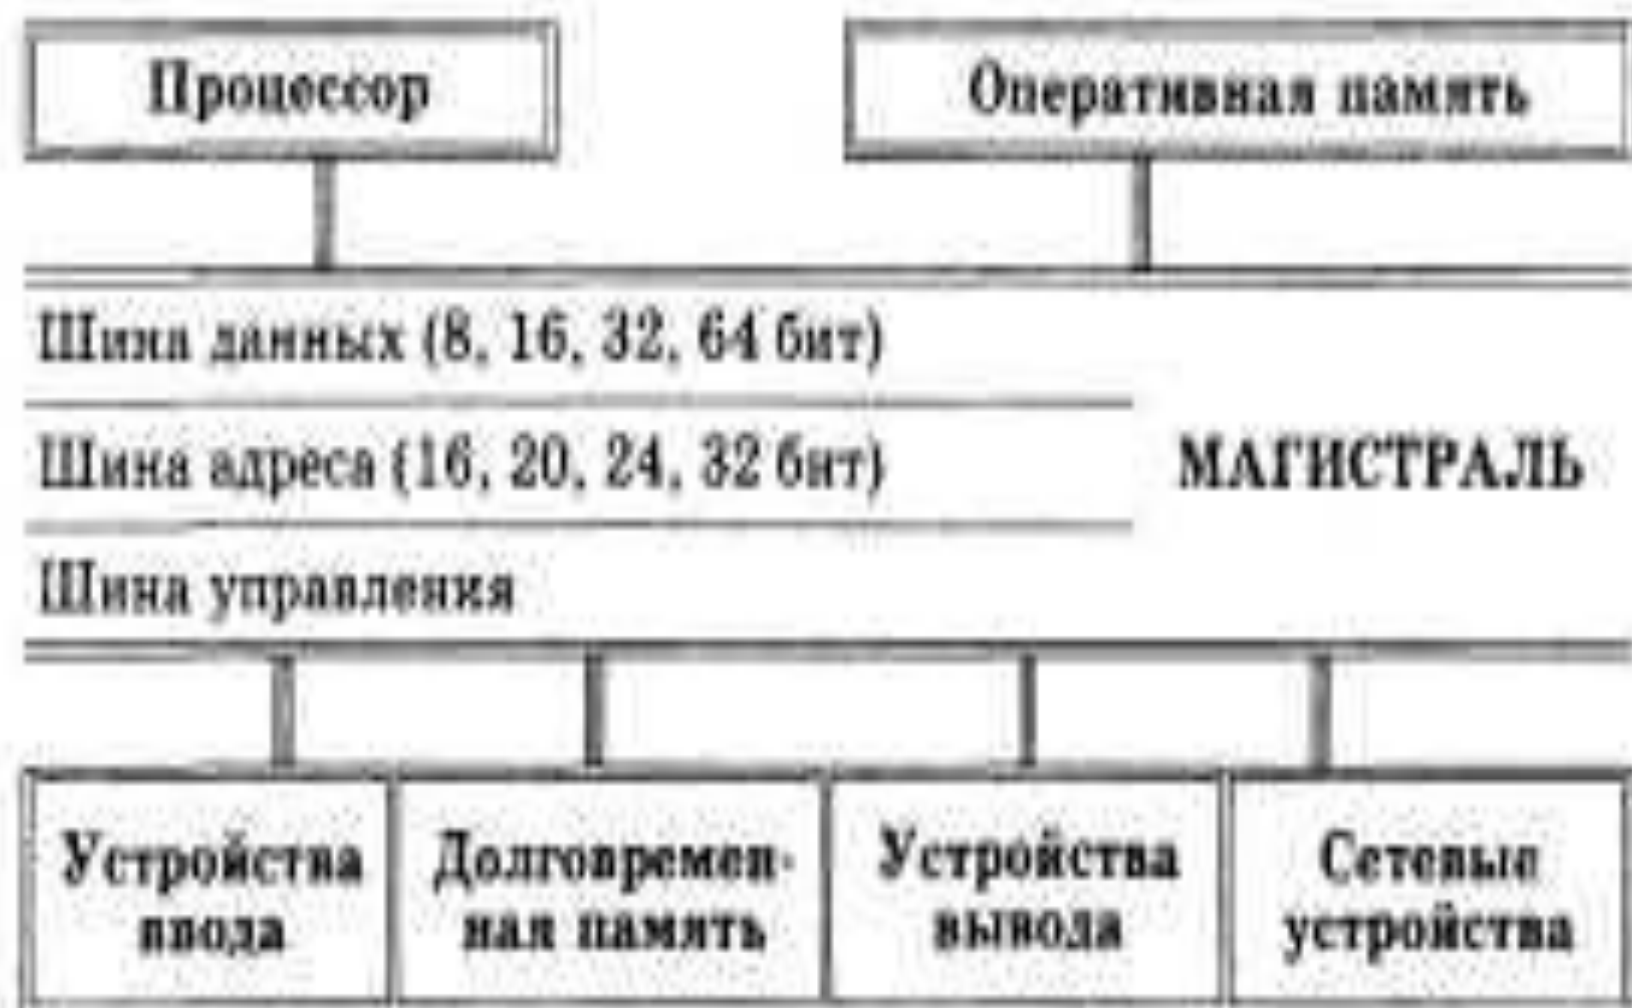 Процессор
Оперативная память
Шина данных (8, 16, 32, 64 бит)
Шина адреса (16, 20, 24, 32 бит)
МАГИСТРАЛЬ
Шина управления
Устройства
ввода
Долговремен-
ная память
Устройства
вывода
Сетевые
устройства